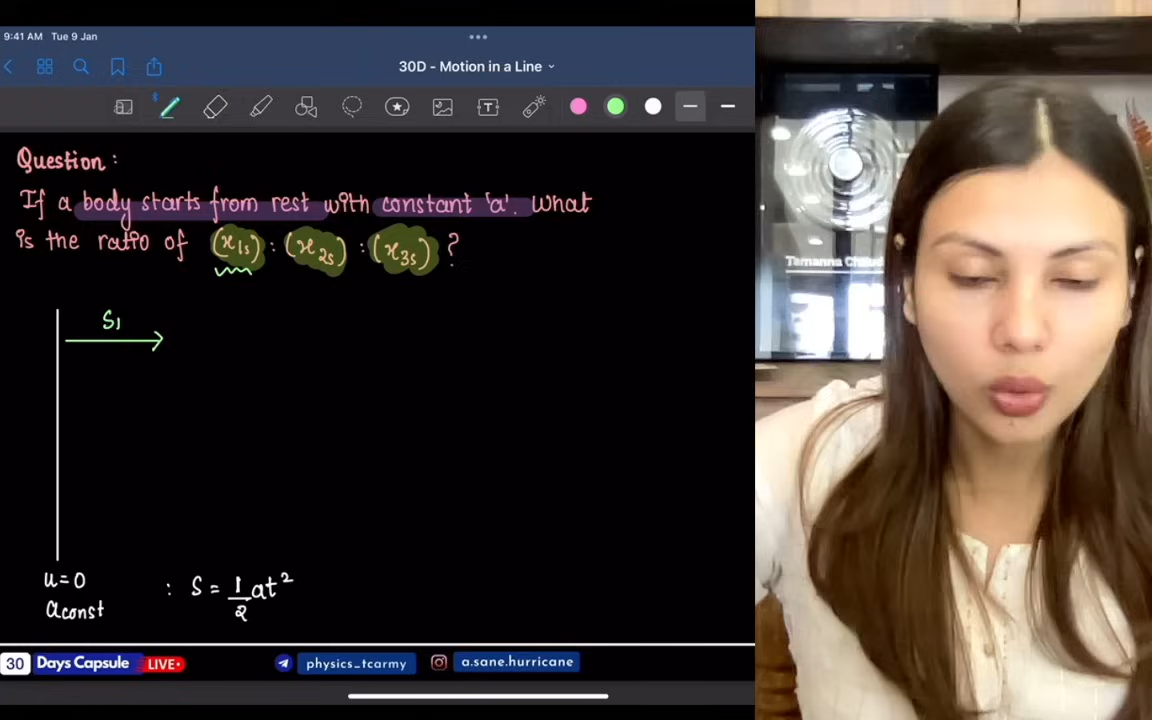 9:41 AM Tue 9 Jan
30D - Motion in a Line
T
Question :
If a body starts from rest with constant 'a'. What
is the ratio of (x₁ₛ) : (x₂ₛ) : (x₃ₛ) ?
S₁
u = 0 : S = 1/2 at²
a const
30 Days Capsule LIVE
physics_tcarmy
a.sane.hurricane
Tamanna